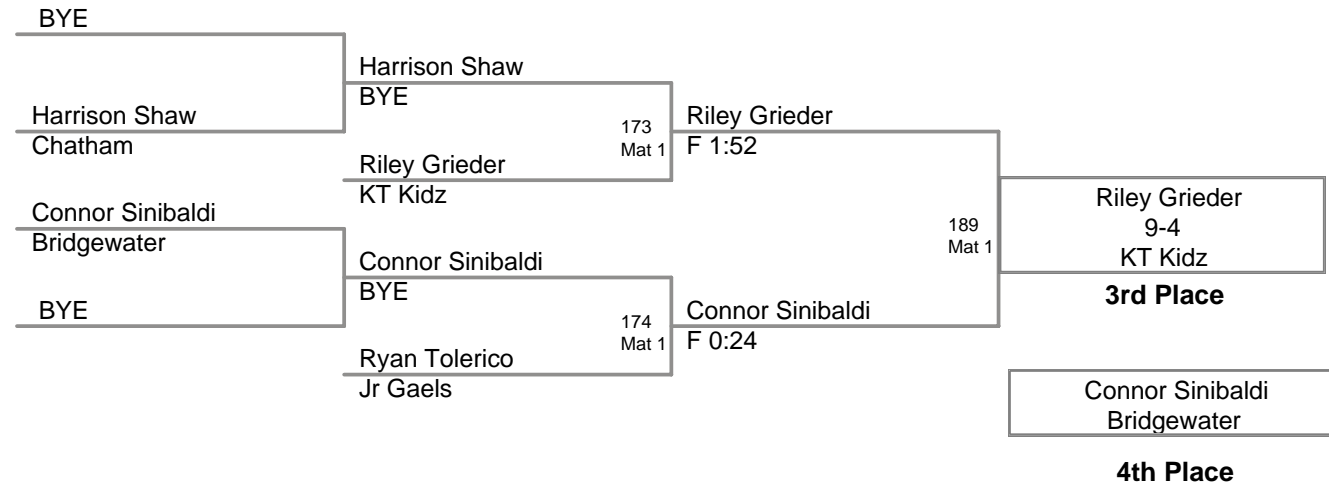 BYE
Harrison Shaw
BYE
Harrison Shaw
Chatham
173
Mat 1
Riley Grieder
F 1:52
Riley Grieder
KT Kidz
Connor Sinibaldi
Bridgewater
189
Mat 1
Riley Grieder
9-4
KT Kidz
3rd Place
Connor Sinibaldi
BYE
BYE
174
Mat 1
Connor Sinibaldi
F 0:24
Ryan Tolerico
Jr Gaels
Connor Sinibaldi
Bridgewater
4th Place